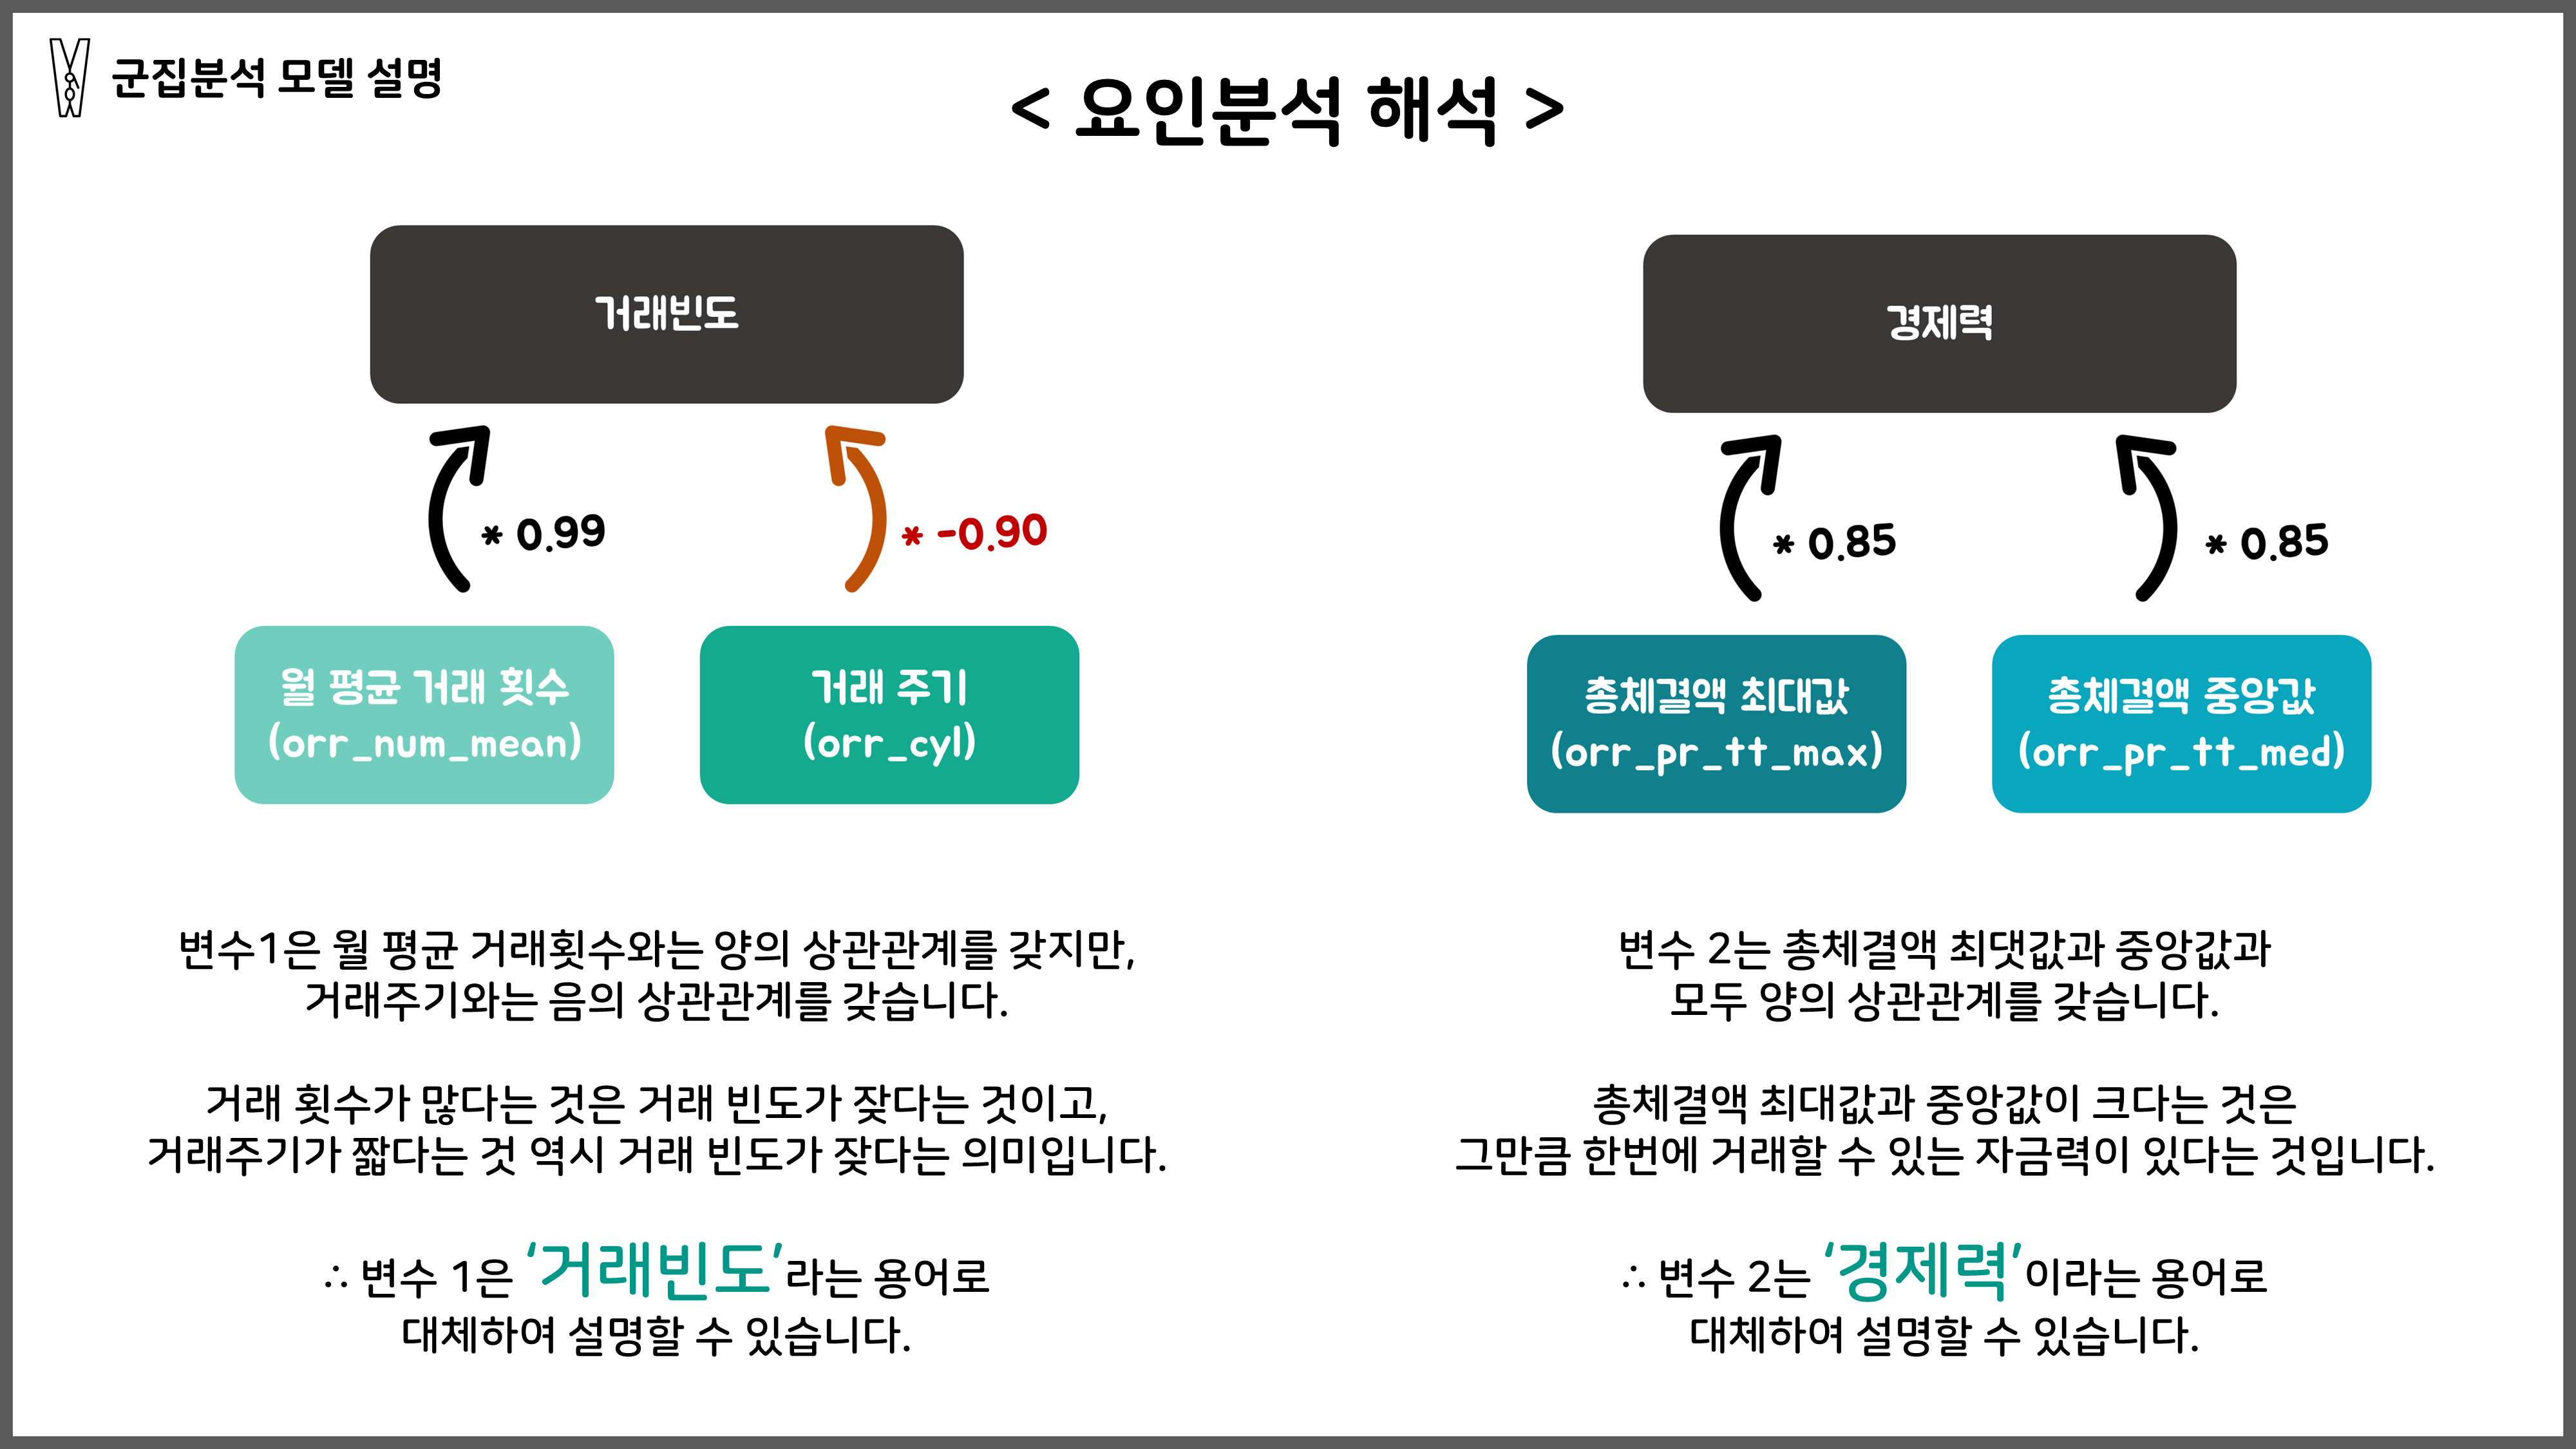 군집분석 모델 설명
< 요인분석 해석 >
거래빈도
* 0.99
* -0.90
월 평균 거래 횟수
(orr_num_mean)
거래 주기
(orr_cyl)
변수1은 월 평균 거래횟수와는 양의 상관관계를 갖지만,
거래주기와는 음의 상관관계를 갖습니다.
거래 횟수가 많다는 것은 거래 빈도가 잦다는 것이고,
거래주기가 짧다는 것 역시 거래 빈도가 잦다는 의미입니다.
∴ 변수 1은 ‘거래빈도’라는 용어로
대체하여 설명할 수 있습니다.
경제력
* 0.85
* 0.85
총체결액 최대값
(orr_pr_tt_max)
총체결액 중앙값
(orr_pr_tt_med)
변수 2는 총체결액 최댓값과 중앙값과
모두 양의 상관관계를 갖습니다.
총체결액 최대값과 중앙값이 크다는 것은
그만큼 한번에 거래할 수 있는 자금력이 있다는 것입니다.
∴ 변수 2는 ‘경제력’이라는 용어로
대체하여 설명할 수 있습니다.